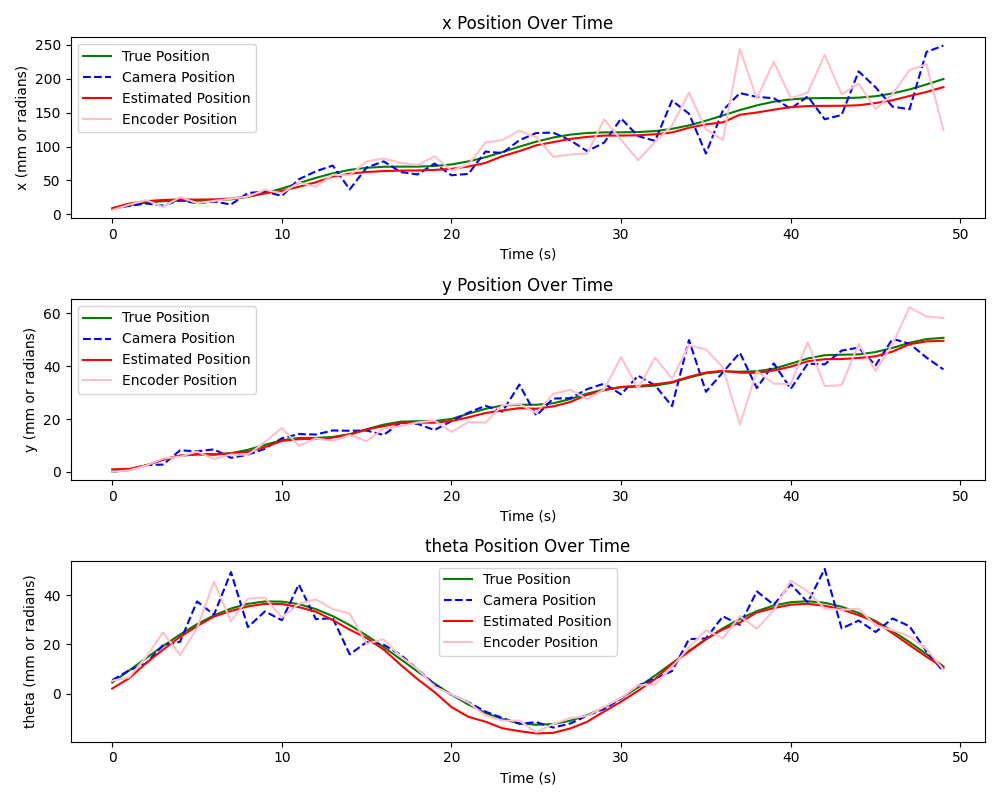 x Position Over Time
x (mm or radians)
250
200
150
100
50
0
True Position
Camera Position
Estimated Position
Encoder Position
0 10 20 30 40 50
Time (s)
y Position Over Time
y (mm or radians)
60
40
20
0
True Position
Camera Position
Estimated Position
Encoder Position
0 10 20 30 40 50
Time (s)
theta Position Over Time
theta (mm or radians)
40
20
0
True Position
Camera Position
Estimated Position
Encoder Position
0 10 20 30 40 50
Time (s)